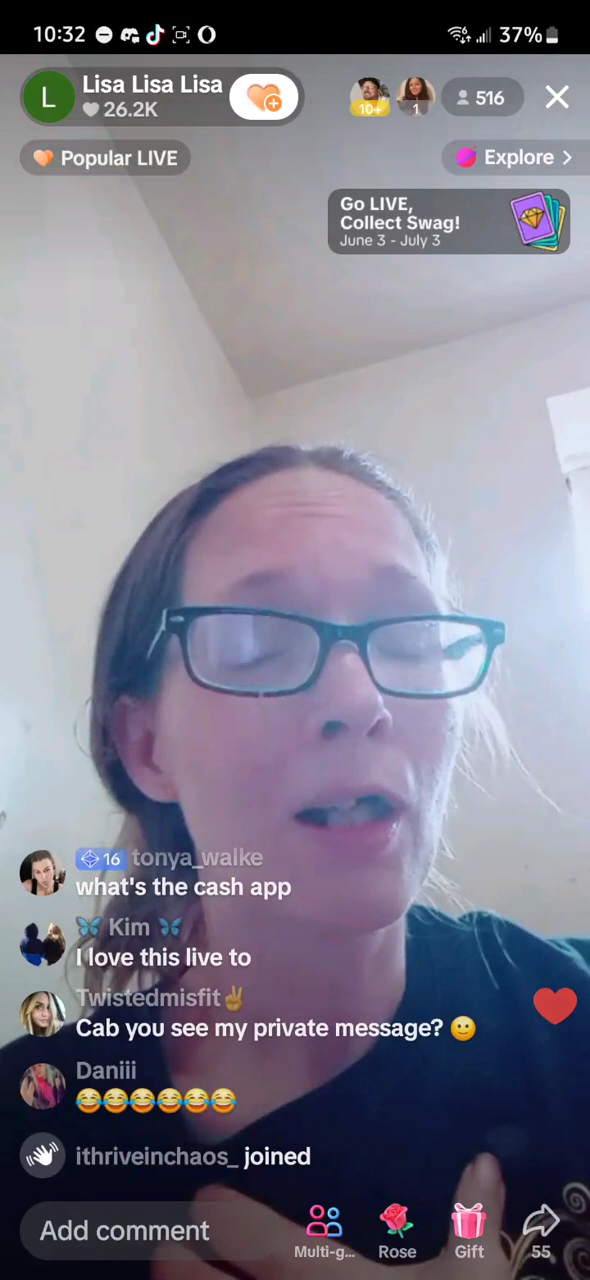 10:32
37%
L
Lisa Lisa Lisa
26.2K
10+
1
516
Popular LIVE
Explore >
Go LIVE,
Collect Swag!
June 3 - July 3
16 tonya_walke
what's the cash app
🦋 Kim 🦋
I love this live to
Twistedmisfit✌️
Cab you see my private message? 🙂
Daniii
😂😂😂😂😂😂
ithriveinchaos_ joined
Add comment
Multi-g...
Rose
Gift
55